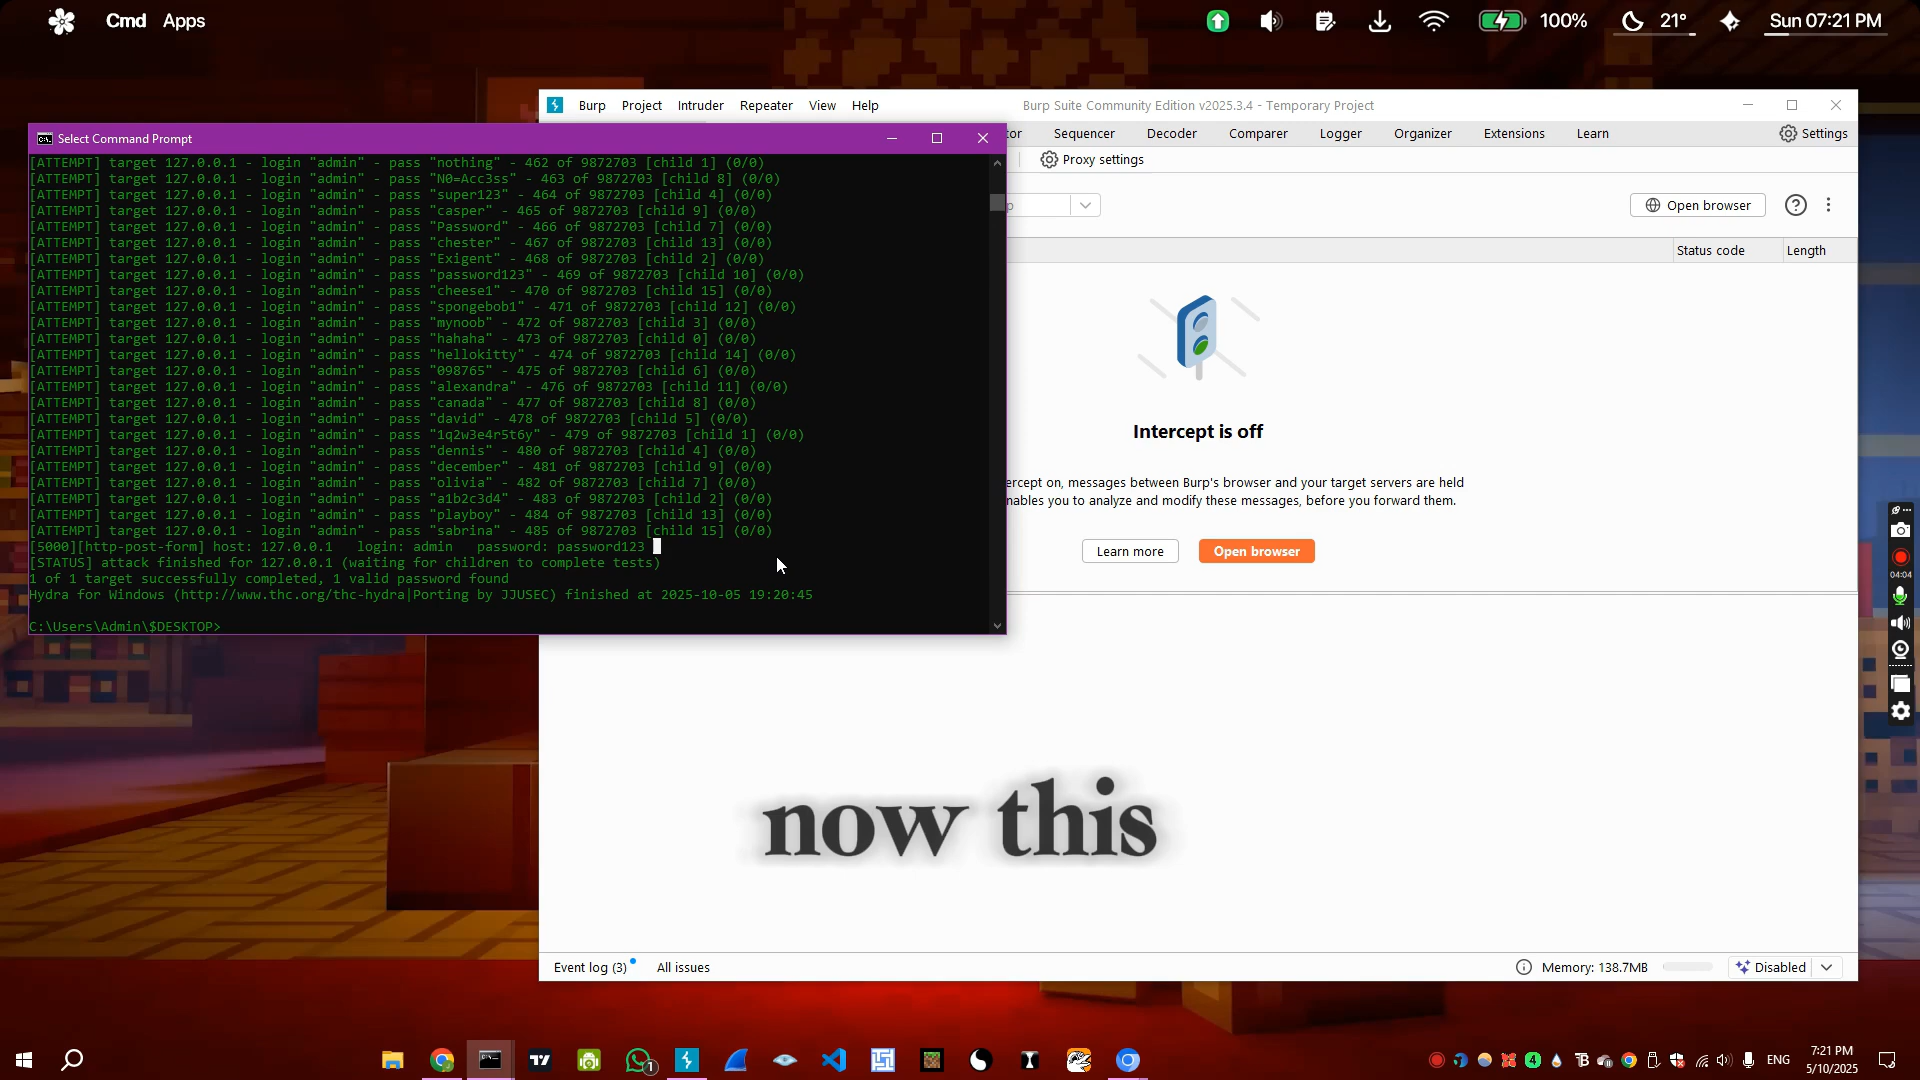 Cmd Apps
100%
21°
Sun 07:21 PM
Burp Project Intruder Repeater View Help
Burp Suite Community Edition v2025.3.4 - Temporary Project
Sequencer Decoder Comparer Logger Organizer Extensions Learn
Settings
Proxy settings
Open browser
Status code Length
Select Command Prompt
[ATTEMPT] target 127.0.0.1 - login "admin" - pass "nothing" - 462 of 9872703 [child 1] (0/0)
[ATTEMPT] target 127.0.0.1 - login "admin" - pass "N0=Acc3ss" - 463 of 9872703 [child 8] (0/0)
[ATTEMPT] target 127.0.0.1 - login "admin" - pass "super123" - 464 of 9872703 [child 4] (0/0)
[ATTEMPT] target 127.0.0.1 - login "admin" - pass "casper" - 465 of 9872703 [child 9] (0/0)
[ATTEMPT] target 127.0.0.1 - login "admin" - pass "Password" - 466 of 9872703 [child 7] (0/0)
[ATTEMPT] target 127.0.0.1 - login "admin" - pass "chester" - 467 of 9872703 [child 13] (0/0)
[ATTEMPT] target 127.0.0.1 - login "admin" - pass "Exigent" - 468 of 9872703 [child 2] (0/0)
[ATTEMPT] target 127.0.0.1 - login "admin" - pass "password123" - 469 of 9872703 [child 10] (0/0)
[ATTEMPT] target 127.0.0.1 - login "admin" - pass "cheese1" - 470 of 9872703 [child 15] (0/0)
[ATTEMPT] target 127.0.0.1 - login "admin" - pass "spongebob1" - 471 of 9872703 [child 12] (0/0)
[ATTEMPT] target 127.0.0.1 - login "admin" - pass "mynoob" - 472 of 9872703 [child 3] (0/0)
[ATTEMPT] target 127.0.0.1 - login "admin" - pass "hahaha" - 473 of 9872703 [child 0] (0/0)
[ATTEMPT] target 127.0.0.1 - login "admin" - pass "hellokitty" - 474 of 9872703 [child 14] (0/0)
[ATTEMPT] target 127.0.0.1 - login "admin" - pass "098765" - 475 of 9872703 [child 6] (0/0)
[ATTEMPT] target 127.0.0.1 - login "admin" - pass "alexandra" - 476 of 9872703 [child 11] (0/0)
[ATTEMPT] target 127.0.0.1 - login "admin" - pass "canada" - 477 of 9872703 [child 8] (0/0)
[ATTEMPT] target 127.0.0.1 - login "admin" - pass "david" - 478 of 9872703 [child 5] (0/0)
[ATTEMPT] target 127.0.0.1 - login "admin" - pass "1q2w3e4r5t6y" - 479 of 9872703 [child 1] (0/0)
[ATTEMPT] target 127.0.0.1 - login "admin" - pass "dennis" - 480 of 9872703 [child 4] (0/0)
[ATTEMPT] target 127.0.0.1 - login "admin" - pass "december" - 481 of 9872703 [child 9] (0/0)
[ATTEMPT] target 127.0.0.1 - login "admin" - pass "olivia" - 482 of 9872703 [child 7] (0/0)
[ATTEMPT] target 127.0.0.1 - login "admin" - pass "a1b2c3d4" - 483 of 9872703 [child 2] (0/0)
[ATTEMPT] target 127.0.0.1 - login "admin" - pass "playboy" - 484 of 9872703 [child 13] (0/0)
[ATTEMPT] target 127.0.0.1 - login "admin" - pass "sabrina" - 485 of 9872703 [child 15] (0/0)
[5000][http-post-form] host: 127.0.0.1 login: admin password: password123
[STATUS] attack finished for 127.0.0.1 (waiting for children to complete tests)
1 of 1 target successfully completed, 1 valid password found
Hydra for Windows (http://www.thc.org/thc-hydra|Porting by JJUSEC) finished at 2025-10-05 19:20:45
C:\Users\Admin\$DESKTOP>
Intercept is off
ercept on, messages between Burp's browser and your target servers are held
nables you to analyze and modify these messages, before you forward them.
Learn more
Open browser
04:04
now this
Event log (3) All issues
Memory: 138.7MB
Disabled
ENG
7:21 PM
5/10/2025